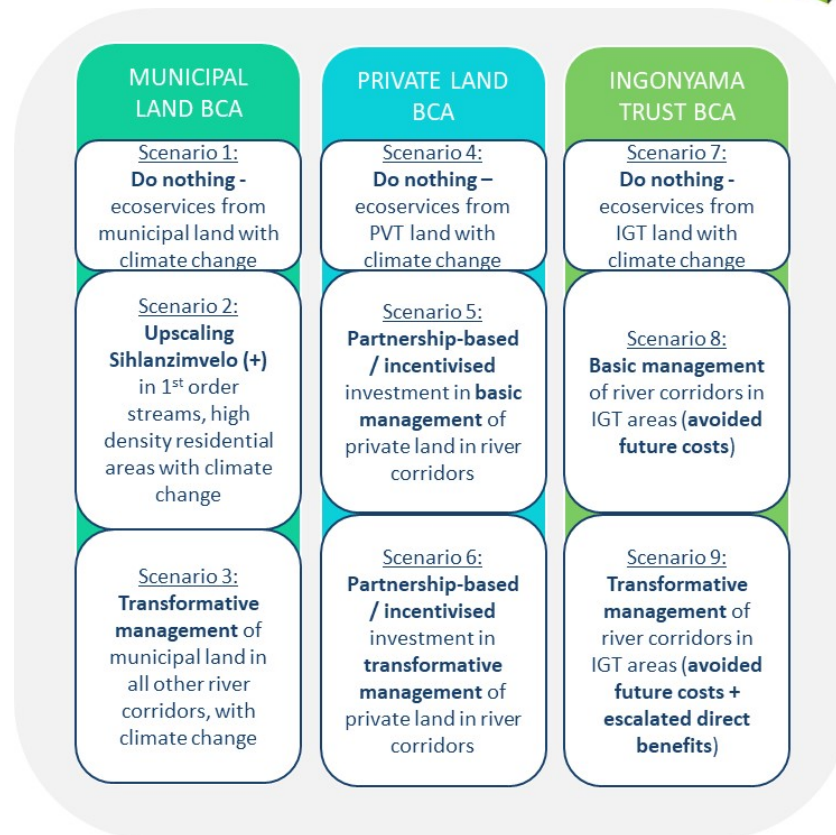 MUNICIPAL
LAND BCA
Scenario 1:
Do nothing -
ecoservices from
municipal land with
climate change
Scenario 2:
Upscaling
Sihlanzimvelo (+)
in 1st order
streams, high
density residential
areas with climate
change
Scenario 3:
Transformative
management of
municipal land in
all other river
corridors, with
climate change
PRIVATE LAND
BCA
Scenario 4:
Do nothing –
ecoservices from
PVT land with
climate change
Scenario 5:
Partnership-based
/ incentivised
investment in basic
management of
private land in river
corridors
Scenario 6:
Partnership-based
/ incentivised
investment in
transformative
management of
private land in river
corridors
INGONYAMA
TRUST BCA
Scenario 7:
Do nothing -
ecoservices from
IGT land with
climate change
Scenario 8:
Basic management
of river corridors in
IGT areas (avoided
future costs)
Scenario 9:
Transformative
management of
river corridors in
IGT areas (avoided
future costs +
escalated direct
benefits)